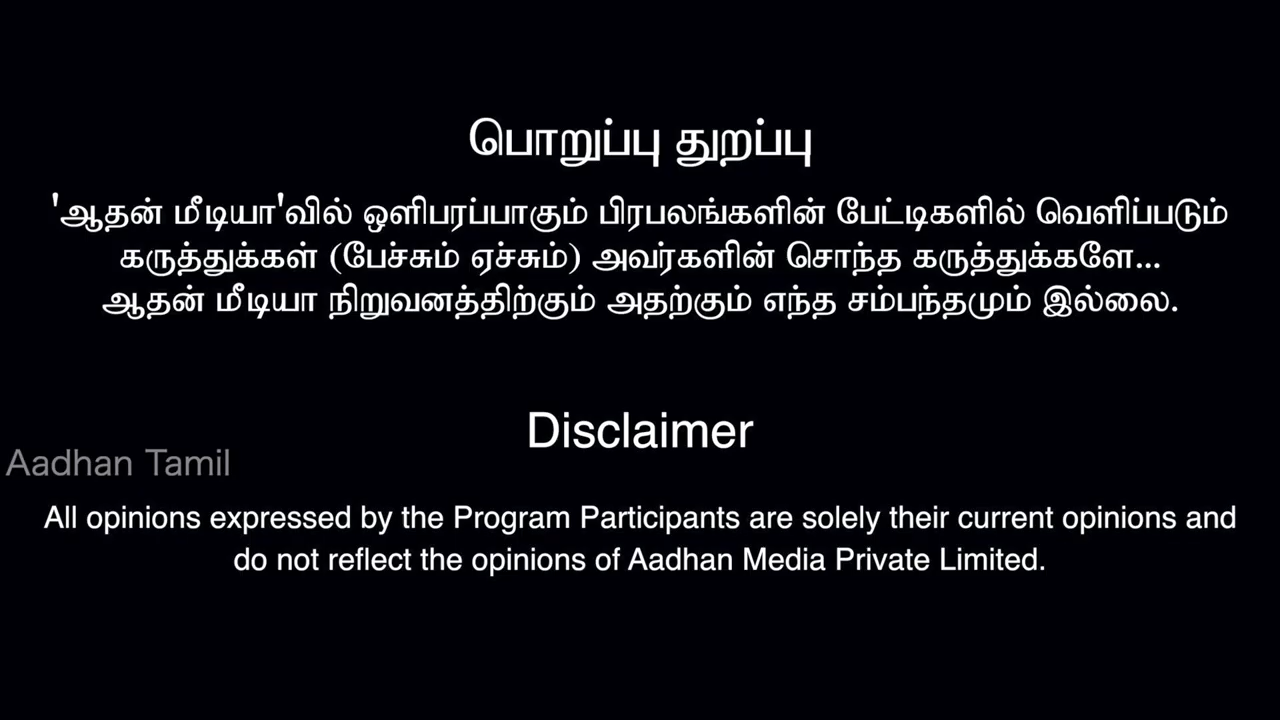 பொறுப்பு துறப்பு
'ஆதன் மீடியா'வில் ஒளிபரப்பாகும் பிரபலங்களின் பேட்டிகளில் வெளிப்படும்
கருத்துக்கள் (பேச்சும் ஏச்சும்) அவர்களின் சொந்த கருத்துக்களே...
ஆதன் மீடியா நிறுவனத்திற்கும் அதற்கும் எந்த சம்பந்தமும் இல்லை.
Disclaimer
Aadhan Tamil
All opinions expressed by the Program Participants are solely their current opinions and
do not reflect the opinions of Aadhan Media Private Limited.